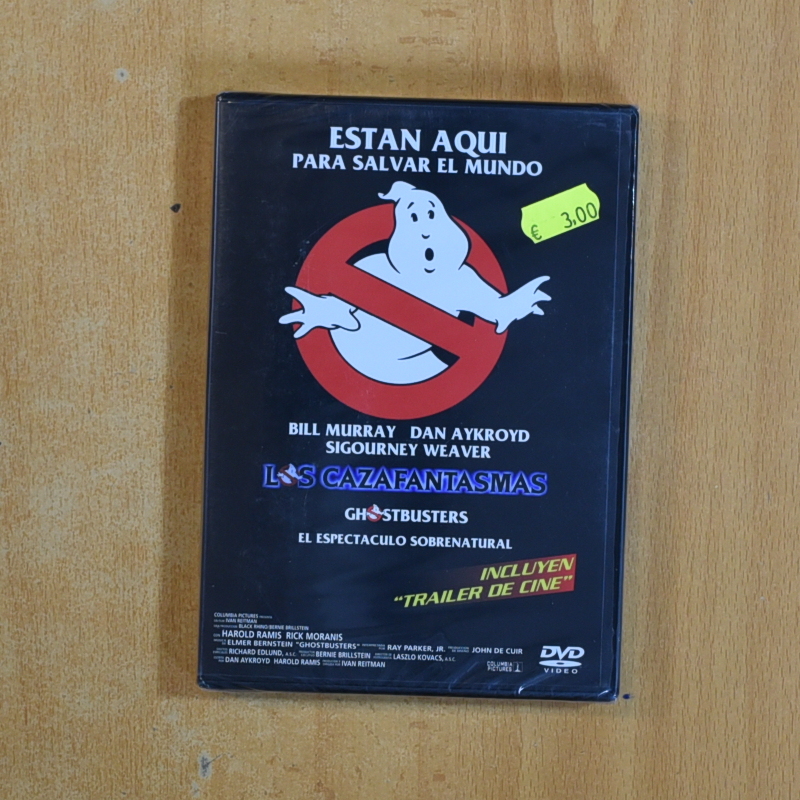 ESTAN AQUI
PARA SALVAR EL MUNDO
€ 3,00
BILL MURRAY DAN AYKROYD
SIGOURNEY WEAVER
LOS CAZAFANTASMAS
GHOSTBUSTERS
EL ESPECTACULO SOBRENATURAL
INCLUYEN
"TRAILER DE CINE"
COLUMBIA PICTURES
IVAN REITMAN
BLACK RHINO/BERNIE BRILLSTEIN
HAROLD RAMIS RICK MORANIS
ELMER BERNSTEIN "GHOSTBUSTERS" RAY PARKER, JR. JOHN DE CUIR
RICHARD EDLUND, A.S.C. BERNIE BRILLSTEIN LASZLO KOVACS, A.S.C.
DAN AYKROYD HAROLD RAMIS IVAN REITMAN
COLUMBIA
PICTURES
DVD
VIDEO